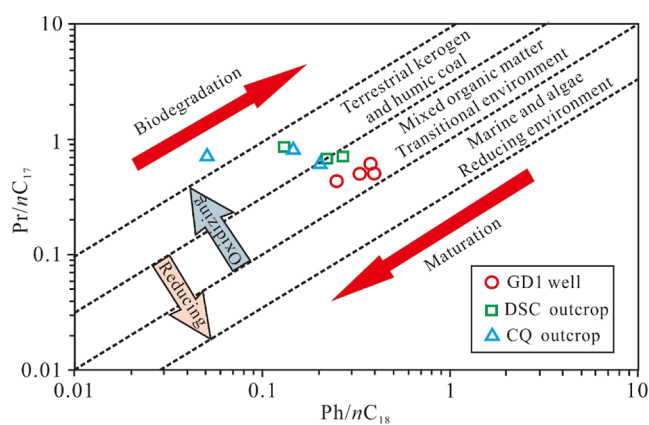 10
1
0.1
0.01
Pr/nC17
Biodegradation
Terrestrial kerogen
and humic coal
Mixed organic matter
Transitional environment
Marine and algae
Reducing environment
Oxidizing
Reducing
Maturation
GD1 well
DSC outcrop
CQ outcrop
0.01
0.1
1
10
Ph/nC18